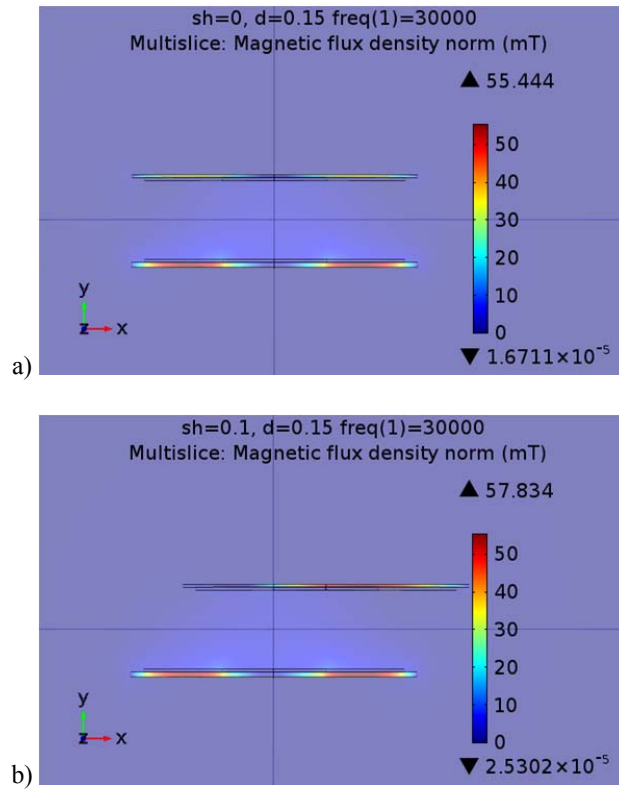 sh=0, d=0.15 freq(1)=30000
Multislice: Magnetic flux density norm (mT)
▲ 55.444
50
40
30
20
10
0
▼ 1.6711×10⁻⁵
y
z x
a)
sh=0.1, d=0.15 freq(1)=30000
Multislice: Magnetic flux density norm (mT)
▲ 57.834
50
40
30
20
10
0
▼ 2.5302×10⁻⁵
y
z x
b)